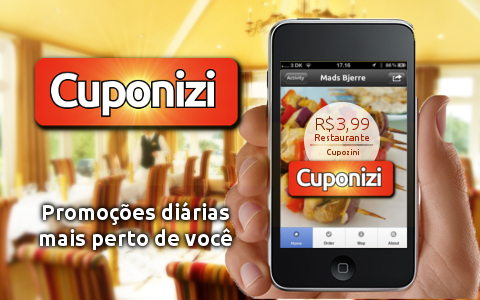 Cuponizi
Promoções diárias
mais perto de você
3 DK 17.16
Activity Mads Bjerre
R$3,99
Restaurante
Cupozini
Cuponizi
Home Order Map About